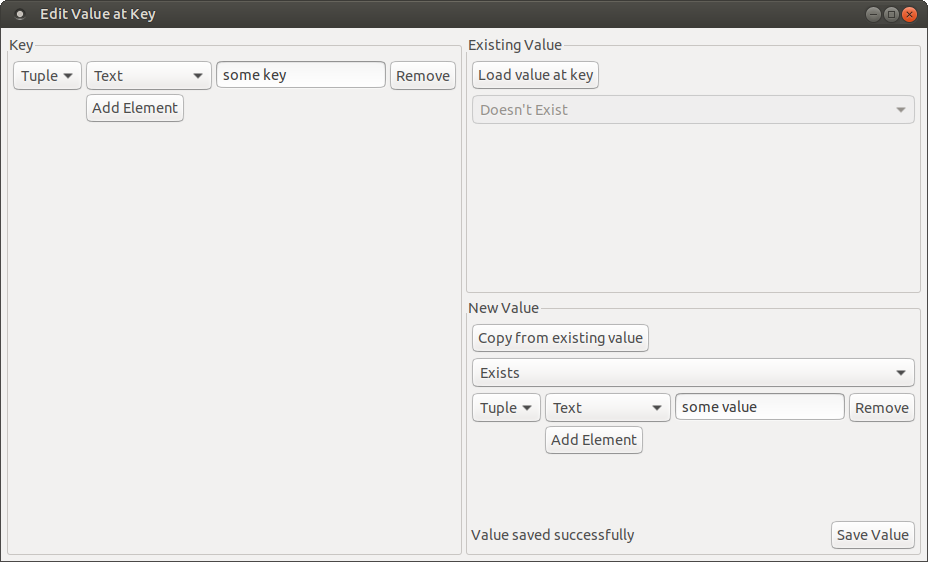 Edit Value at Key
Key
Tuple Text some key Remove
Add Element
Existing Value
Load value at key
Doesn't Exist
New Value
Copy from existing value
Exists
Tuple Text some value Remove
Add Element
Value saved successfully Save Value